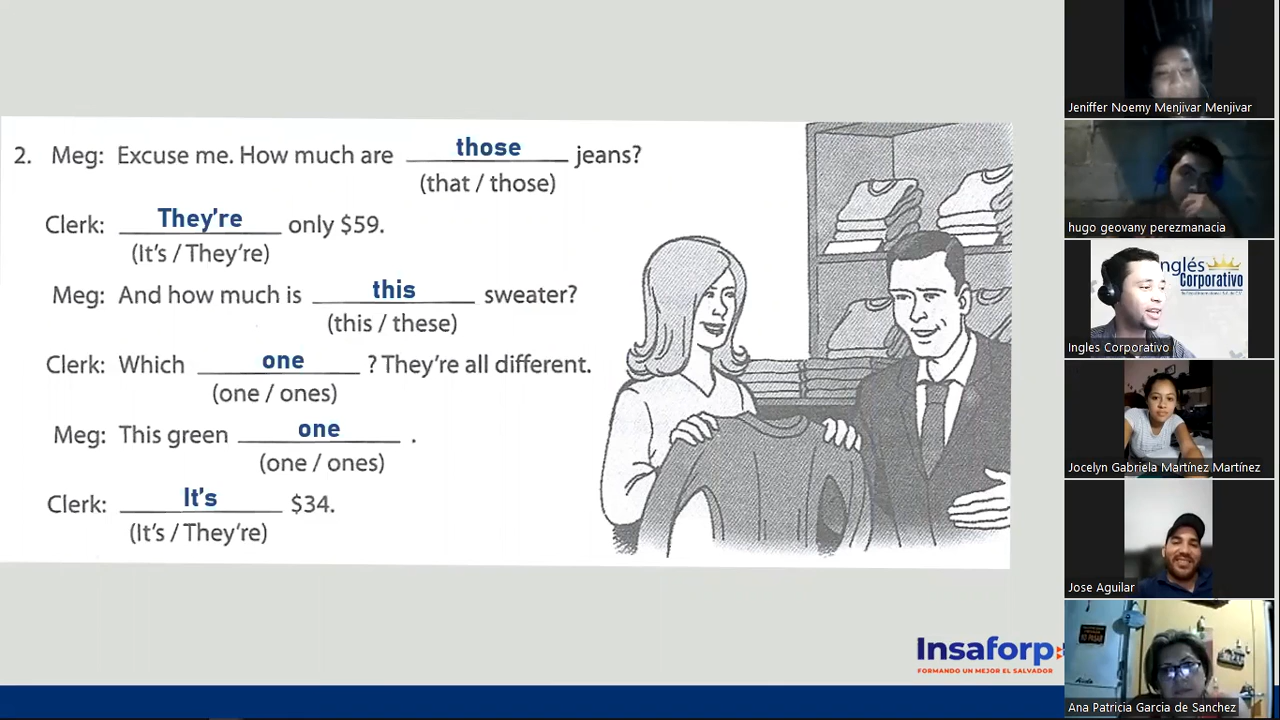 2. Meg: Excuse me. How much are those jeans?
(that / those)
Clerk: They're only $59.
(It's / They're)
Meg: And how much is this sweater?
(this / these)
Clerk: Which one ? They're all different.
(one / ones)
Meg: This green one .
(one / ones)
Clerk: It's $34.
(It's / They're)
Insaforp
FORMANDO UN MEJOR EL SALVADOR
Jeniffer Noemy Menjivar Menjivar
hugo geovany perezmanacia
Inglés
Corporativo
Ingles Corporativo
Jocelyn Gabriela Martínez Martínez
Jose Aguilar
Ana Patricia Garcia de Sanchez